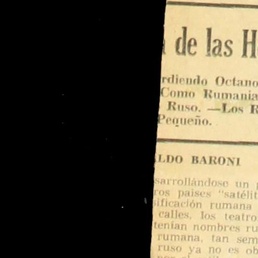 de las H
rdiendo Octano
Como Rumania
Ruso. —Los R
Pequeño.
LDO BARONI
sarrollándose un p
ros países "satélit
sificación rumana
calles, los teatro
tenían nombres ru
rumana, tan sem
ruso ya no es ob